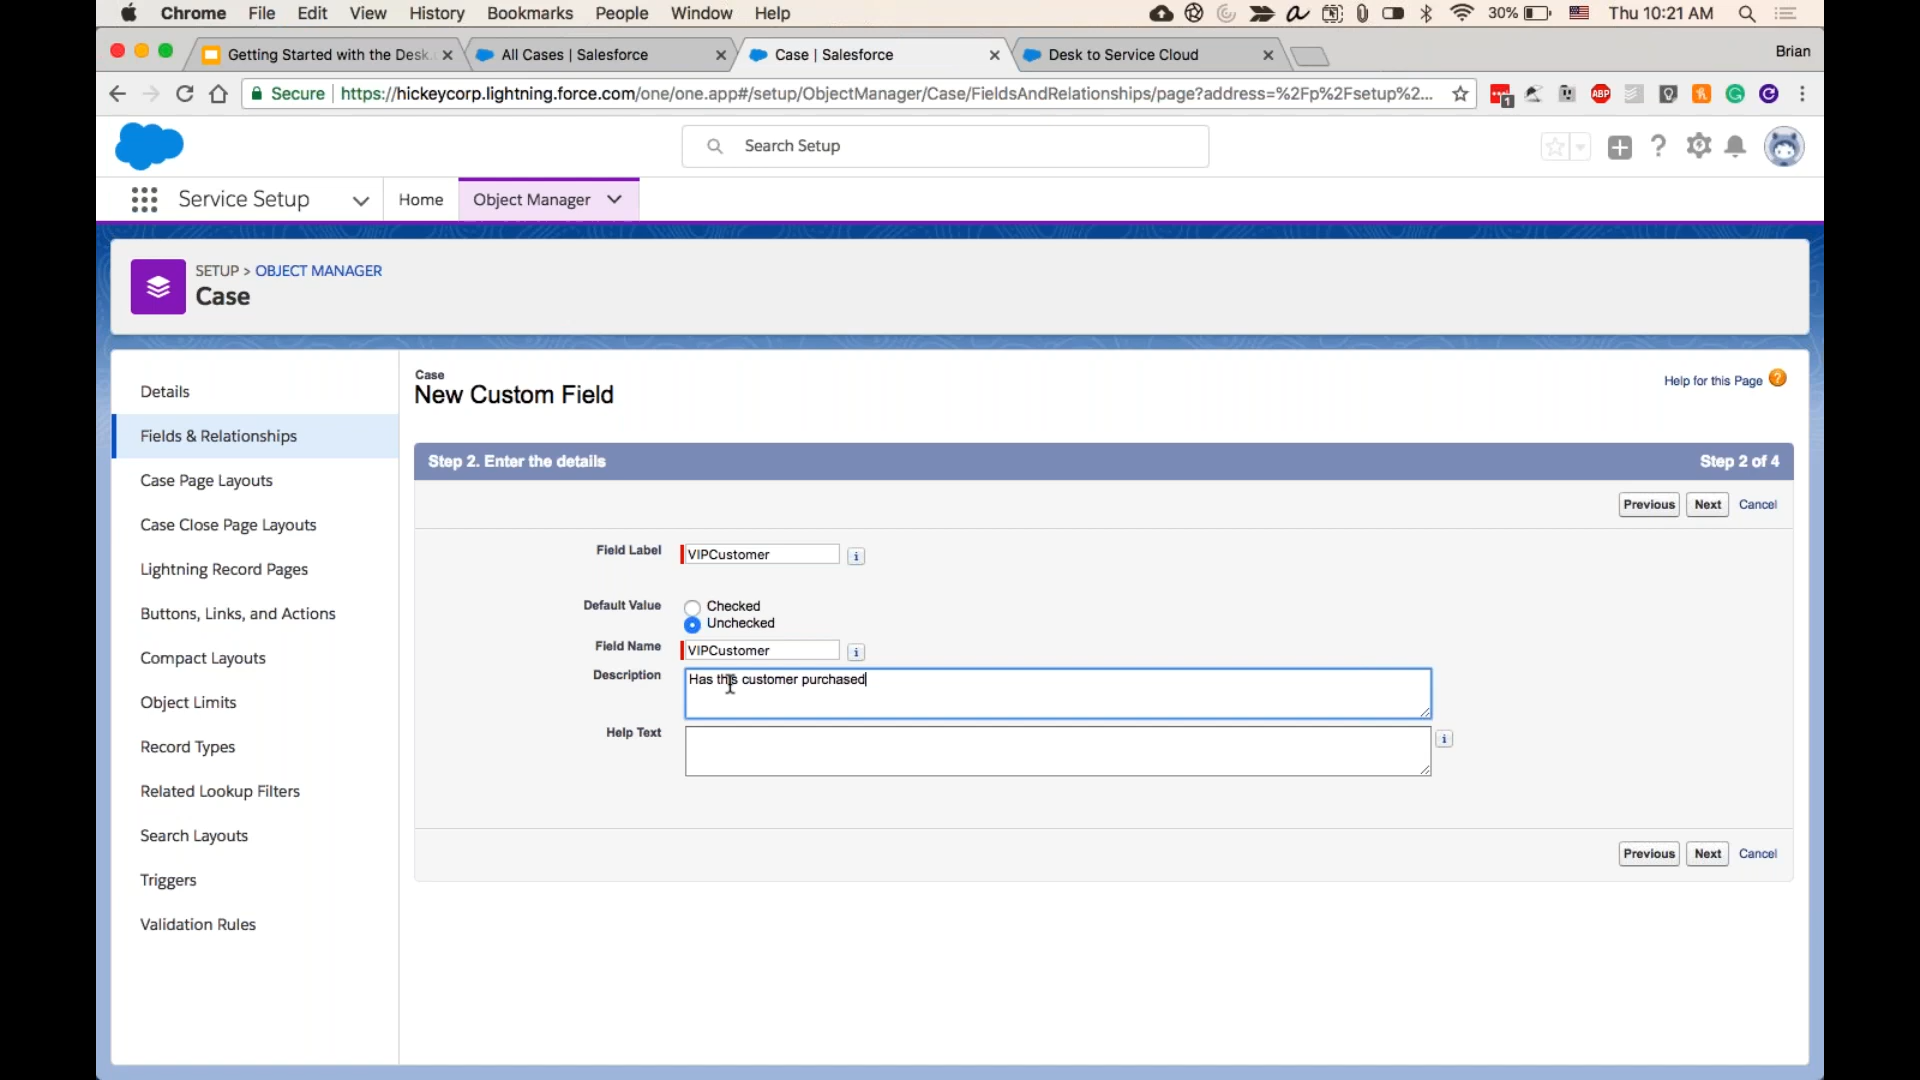 Chrome File Edit View History Bookmarks People Window Help 30% Thu 10:21 AM
Getting Started with the Desk. All Cases | Salesforce Case | Salesforce Desk to Service Cloud Brian
Secure https://hickeycorp.lightning.force.com/one/one.app#/setup/ObjectManager/Case/FieldsAndRelationships/page?address=%2Fp%2Fsetup%2... 1 ABP
Search Setup
Service Setup Home Object Manager
SETUP > OBJECT MANAGER
Case
Details
Fields & Relationships
Case Page Layouts
Case Close Page Layouts
Lightning Record Pages
Buttons, Links, and Actions
Compact Layouts
Object Limits
Record Types
Related Lookup Filters
Search Layouts
Triggers
Validation Rules
Case
New Custom Field
Help for this Page ?
Step 2. Enter the details Step 2 of 4
Previous Next Cancel
Field Label VIPCustomer i
Default Value Checked
Unchecked
Field Name VIPCustomer i
Description Has this customer purchased
Help Text i
Previous Next Cancel